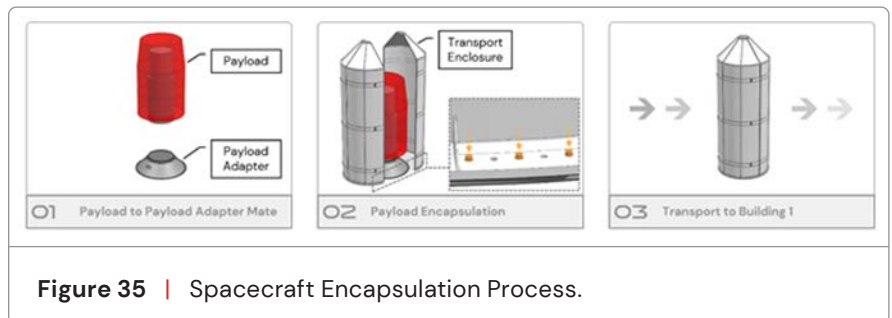 Payload
Payload
Adapter
01 Payload to Payload Adapter Mate
Transport
Enclosure
02 Payload Encapsulation
03 Transport to Building 1
Figure 35 | Spacecraft Encapsulation Process.